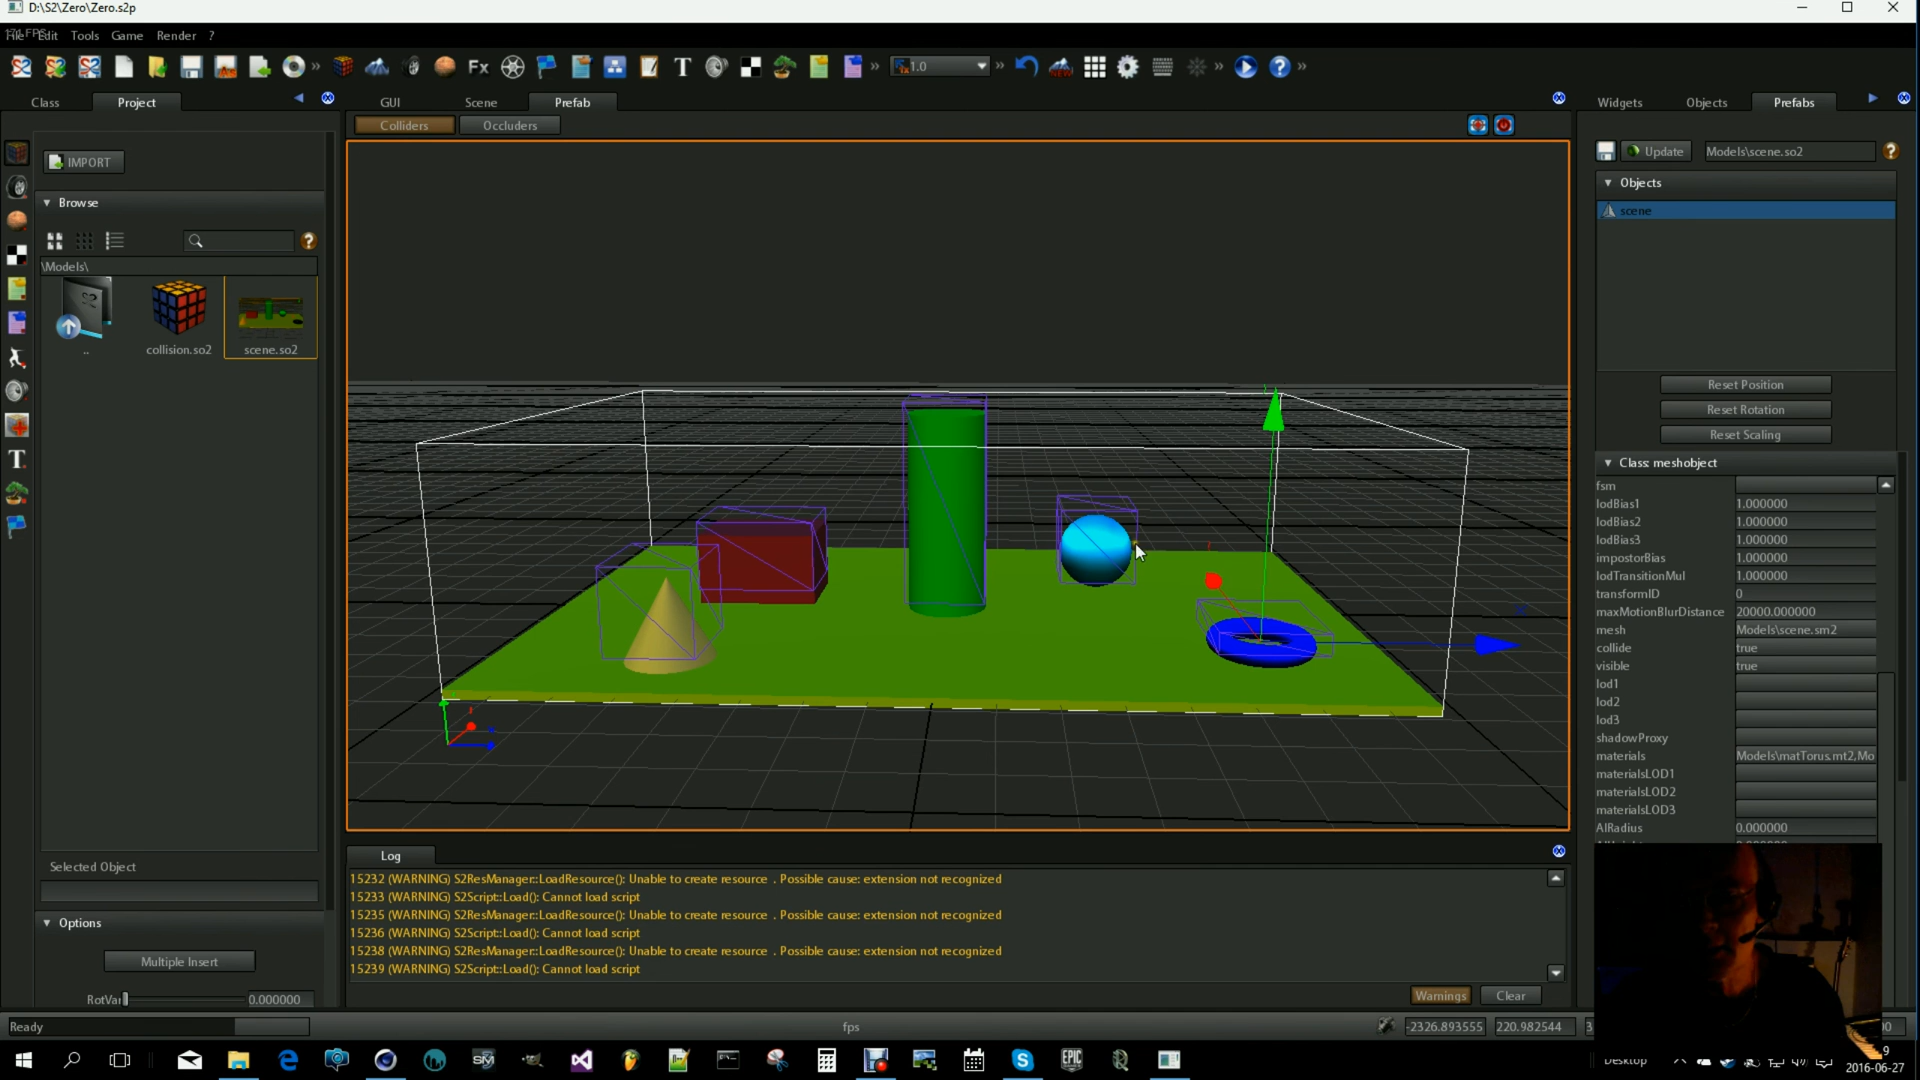 D:\S2\Zero\Zero.s2p
Edit Tools Game Render ?
Fx T 1.0
Class Project
GUI Scene Prefab
Widgets Objects Prefabs
Colliders Occluders
IMPORT
Update Models\scene.so2
Browse
Objects
scene
\Models\
.. collision.so2 scene.so2
Reset Position
Reset Rotation
Reset Scaling
Class: meshobject
fsm
lodBias1 1.000000
lodBias2 1.000000
lodBias3 1.000000
impostorBias 1.000000
lodTransitionMul 1.000000
transformID 0
maxMotionBlurDistance 20000.000000
mesh Models\scene.sm2
collide true
visible true
lod1
lod2
lod3
shadowProxy
materials Models\matTorus.mt2,Mo
materialsLOD1
materialsLOD2
materialsLOD3
AIRadius 0.000000
Log
15232 (WARNING) S2ResManager::LoadResource(): Unable to create resource . Possible cause: extension not recognized
15233 (WARNING) S2Script::Load(): Cannot load script
15235 (WARNING) S2ResManager::LoadResource(): Unable to create resource . Possible cause: extension not recognized
15236 (WARNING) S2Script::Load(): Cannot load script
15238 (WARNING) S2ResManager::LoadResource(): Unable to create resource . Possible cause: extension not recognized
15239 (WARNING) S2Script::Load(): Cannot load script
Warnings Clear
Selected Object
Options
Multiple Insert
RotVar 0.000000
Ready
fps
-2326.893555 220.982544
Desktop
2016-06-27